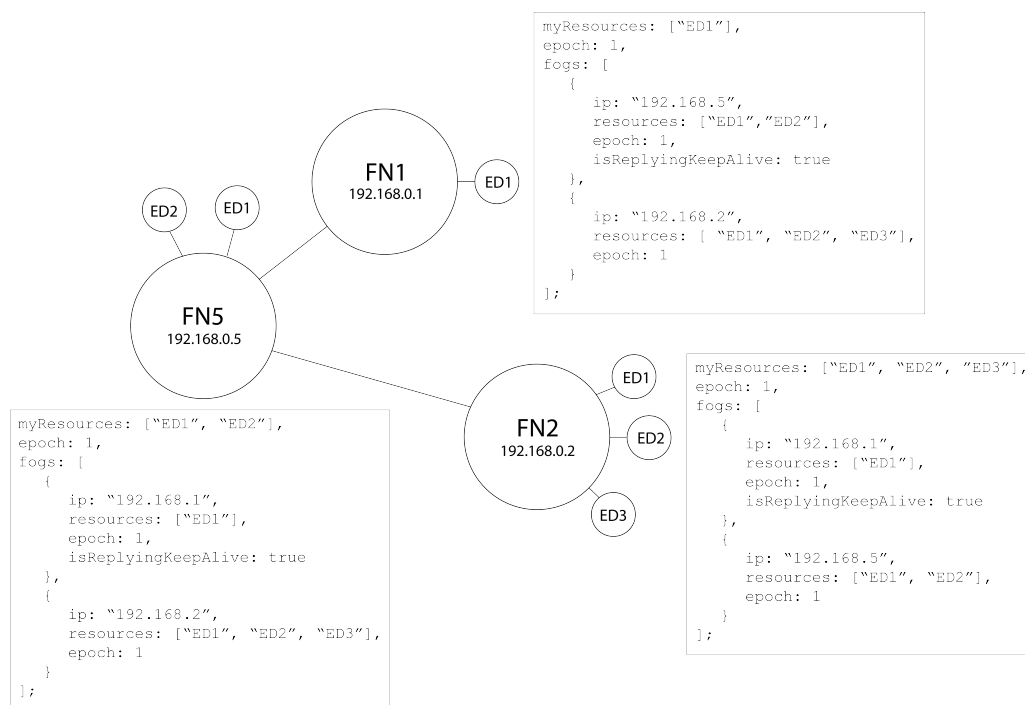 myResources: [“ED1”],
epoch: 1,
fogs: [
{
ip: “192.168.5”,
resources: [“ED1”,”ED2”],
epoch: 1,
isReplyingKeepAlive: true
},
{
ip: “192.168.2”,
resources: [ “ED1”, “ED2”, “ED3”],
epoch: 1
}
];
FN1
192.168.0.1
ED1
ED2
ED1
FN5
192.168.0.5
FN2
192.168.0.2
ED1
ED2
ED3
myResources: [“ED1”, “ED2”, ”ED3”],
epoch: 1,
fogs: [
{
ip: “192.168.1”,
resources: [“ED1”],
epoch: 1,
isReplyingKeepAlive: true
},
{
ip: “192.168.5”,
resources: [“ED1”, “ED2”],
epoch: 1
}
];
myResources: [“ED1”, “ED2”],
epoch: 1,
fogs: [
{
ip: “192.168.1”,
resources: [“ED1”],
epoch: 1,
isReplyingKeepAlive: true
},
{
ip: “192.168.2”,
resources: [“ED1”, “ED2”, “ED3”],
epoch: 1
}
];